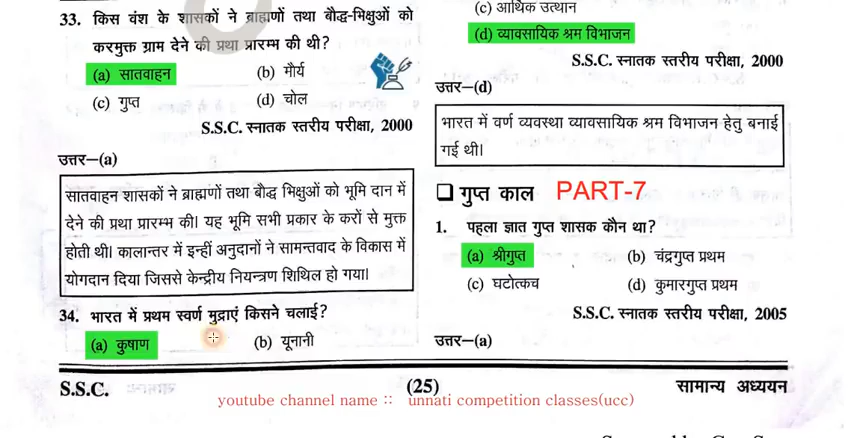 33. किस वंश के शासकों ने ब्राह्मणों तथा बौद्ध-भिक्षुओं को
करमुक्त ग्राम देने की प्रथा प्रारम्भ की थी?
(a) सातवाहन (b) मौर्य
(c) गुप्त (d) चोल
S.S.C. स्नातक स्तरीय परीक्षा, 2000
उत्तर–(a)
सातवाहन शासकों ने ब्राह्मणों तथा बौद्ध भिक्षुओं को भूमि दान में
देने की प्रथा प्रारम्भ की। यह भूमि सभी प्रकार के करों से मुक्त
होती थी। कालान्तर में इन्हीं अनुदानों ने सामन्तवाद के विकास में
योगदान दिया जिससे केन्द्रीय नियन्त्रण शिथिल हो गया।
34. भारत में प्रथम स्वर्ण मुद्राएं किसने चलाई?
(a) कुषाण (b) यूनानी
(c) आर्थिक उत्थान
(d) व्यावसायिक श्रम विभाजन
S.S.C. स्नातक स्तरीय परीक्षा, 2000
उत्तर–(d)
भारत में वर्ण व्यवस्था व्यावसायिक श्रम विभाजन हेतु बनाई
गई थी।
❑ गुप्त काल PART-7
1. पहला ज्ञात गुप्त शासक कौन था?
(a) श्रीगुप्त (b) चंद्रगुप्त प्रथम
(c) घटोत्कच (d) कुमारगुप्त प्रथम
S.S.C. स्नातक स्तरीय परीक्षा, 2005
उत्तर–(a)
S.S.C. (25) सामान्य अध्ययन
youtube channel name :: unnati competition classes(ucc)